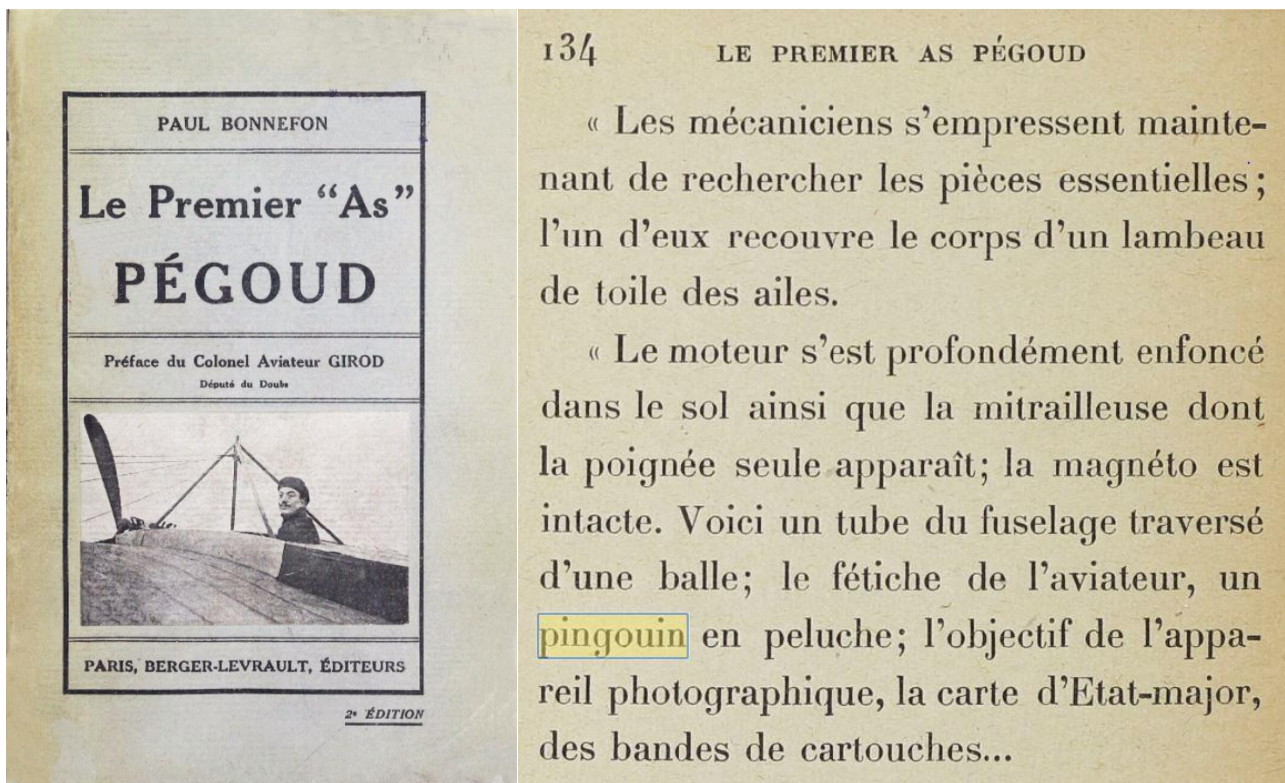 PAUL BONNEFON
Le Premier “As”
PÉGOUD
Préface du Colonel Aviateur GIROD
Député du Doubs
PARIS, BERGER-LEVRAULT, ÉDITEURS
2e ÉDITION
134 LE PREMIER AS PÉGOUD
« Les mécaniciens s’empressent mainte-
nant de rechercher les pièces essentielles ;
l’un d’eux recouvre le corps d’un lambeau
de toile des ailes.
« Le moteur s’est profondément enfoncé
dans le sol ainsi que la mitrailleuse dont
la poignée seule apparaît; la magnéto est
intacte. Voici un tube du fuselage traversé
d’une balle; le fétiche de l’aviateur, un
pingouin en peluche; l’objectif de l’appa-
reil photographique, la carte d’Etat-major,
des bandes de cartouches...